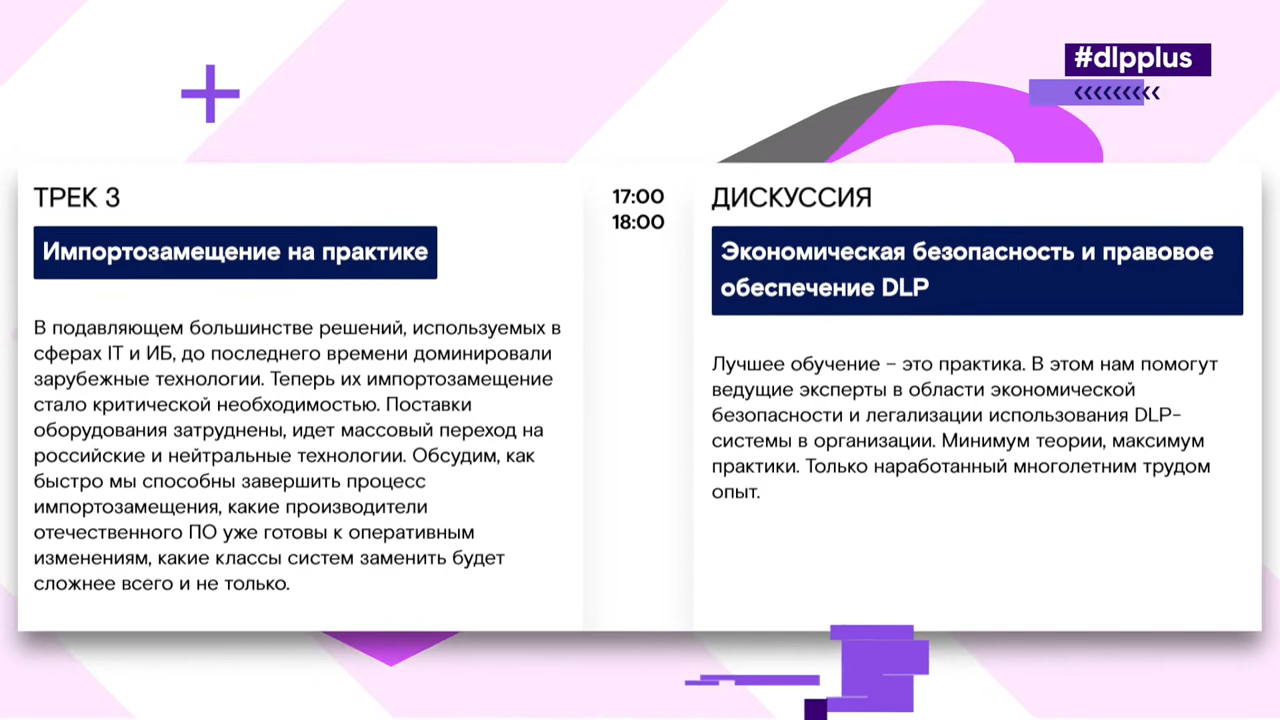 #dlpplus
ТРЕК 3
Импортозамещение на практике
В подавляющем большинстве решений, используемых в
сферах IT и ИБ, до последнего времени доминировали
зарубежные технологии. Теперь их импортозамещение
стало критической необходимостью. Поставки
оборудования затруднены, идет массовый переход на
российские и нейтральные технологии. Обсудим, как
быстро мы способны завершить процесс
импортозамещения, какие производители
отечественного ПО уже готовы к оперативным
изменениям, какие классы систем заменить будет
сложнее всего и не только.
17:00
18:00
ДИСКУССИЯ
Экономическая безопасность и правовое
обеспечение DLP
Лучшее обучение – это практика. В этом нам помогут
ведущие эксперты в области экономической
безопасности и легализации использования DLP-
системы в организации. Минимум теории, максимум
практики. Только наработанный многолетним трудом
опыт.